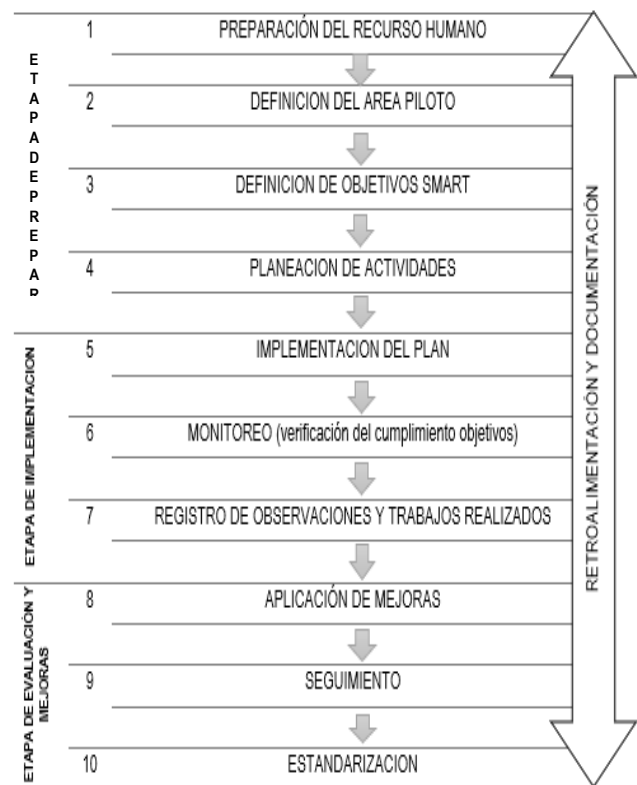 1 PREPARACIÓN DEL RECURSO HUMANO
2 DEFINICION DEL AREA PILOTO
3 DEFINICION DE OBJETIVOS SMART
4 PLANEACION DE ACTIVIDADES
ETAPADEPREPAR
5 IMPLEMENTACION DEL PLAN
6 MONITOREO (verificación del cumplimiento objetivos)
7 REGISTRO DE OBSERVACIONES Y TRABAJOS REALIZADOS
ETAPA DE IMPLEMENTACION
8 APLICACIÓN DE MEJORAS
9 SEGUIMIENTO
10 ESTANDARIZACION
ETAPA DE EVALUACIÓN Y
MEJORAS
RETROALIMENTACIÓN Y DOCUMENTACIÓN